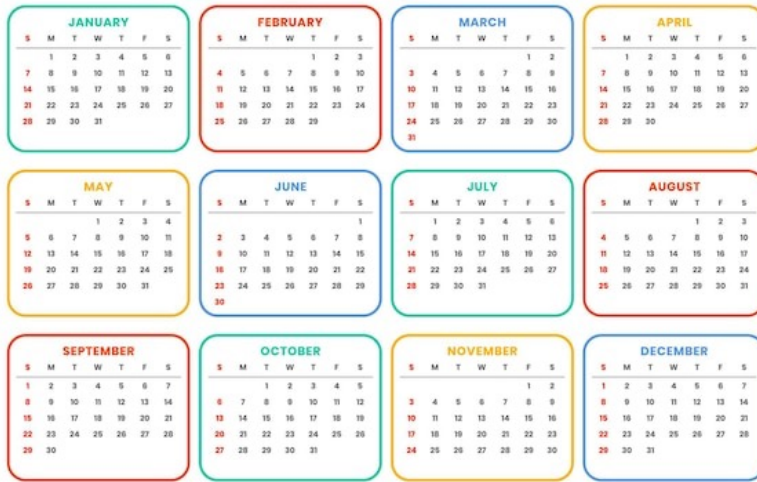 JANUARY
S M T W T F S
1 2 3 4 5 6
7 8 9 10 11 12 13
14 15 16 17 18 19 20
21 22 23 24 25 26 27
28 29 30 31
FEBRUARY
S M T W T F S
1 2 3
4 5 6 7 8 9 10
11 12 13 14 15 16 17
18 19 20 21 22 23 24
25 26 27 28 29
MARCH
S M T W T F S
1 2
3 4 5 6 7 8 9
10 11 12 13 14 15 16
17 18 19 20 21 22 23
24 25 26 27 28 29 30
31
APRIL
S M T W T F S
1 2 3 4 5 6
7 8 9 10 11 12 13
14 15 16 17 18 19 20
21 22 23 24 25 26 27
28 29 30
MAY
S M T W T F S
1 2 3 4
5 6 7 8 9 10 11
12 13 14 15 16 17 18
19 20 21 22 23 24 25
26 27 28 29 30 31
JUNE
S M T W T F S
1
2 3 4 5 6 7 8
9 10 11 12 13 14 15
16 17 18 19 20 21 22
23 24 25 26 27 28 29
30
JULY
S M T W T F S
1 2 3 4 5 6
7 8 9 10 11 12 13
14 15 16 17 18 19 20
21 22 23 24 25 26 27
28 29 30 31
AUGUST
S M T W T F S
1 2 3
4 5 6 7 8 9 10
11 12 13 14 15 16 17
18 19 20 21 22 23 24
25 26 27 28 29 30 31
SEPTEMBER
S M T W T F S
1 2 3 4 5 6 7
8 9 10 11 12 13 14
15 16 17 18 19 20 21
22 23 24 25 26 27 28
29 30
OCTOBER
S M T W T F S
1 2 3 4 5
6 7 8 9 10 11 12
13 14 15 16 17 18 19
20 21 22 23 24 25 26
27 28 29 30 31
NOVEMBER
S M T W T F S
1 2
3 4 5 6 7 8 9
10 11 12 13 14 15 16
17 18 19 20 21 22 23
24 25 26 27 28 29 30
DECEMBER
S M T W T F S
1 2 3 4 5 6 7
8 9 10 11 12 13 14
15 16 17 18 19 20 21
22 23 24 25 26 27 28
29 30 31